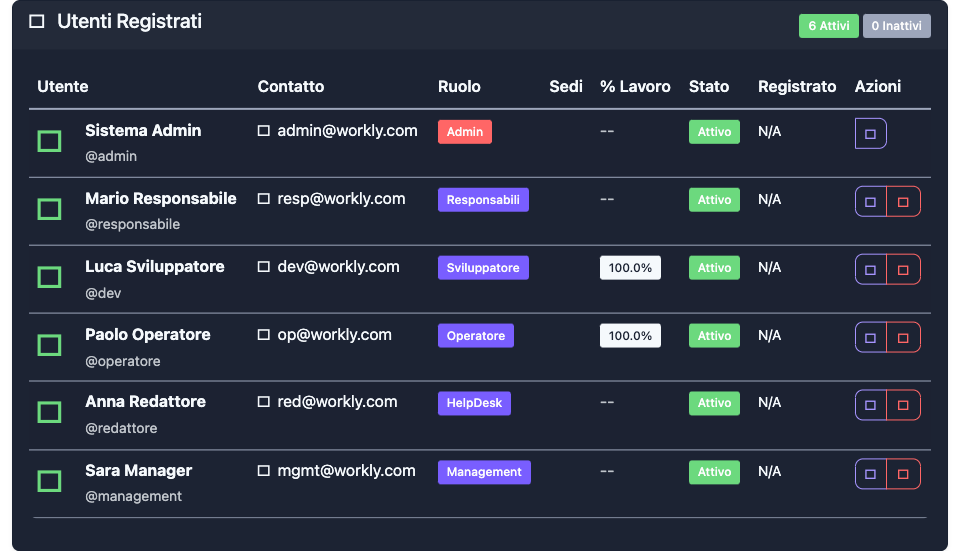 Utenti Registrati
6 Attivi 0 Inattivi
Utente Contatto Ruolo Sedi % Lavoro Stato Registrato Azioni
Sistema Admin admin@workly.com Admin -- Attivo N/A
@admin
Mario Responsabile resp@workly.com Responsabili -- Attivo N/A
@responsabile
Luca Sviluppatore dev@workly.com Sviluppatore 100.0% Attivo N/A
@dev
Paolo Operatore op@workly.com Operatore 100.0% Attivo N/A
@operatore
Anna Redattore red@workly.com HelpDesk -- Attivo N/A
@redattore
Sara Manager mgmt@workly.com Management -- Attivo N/A
@management